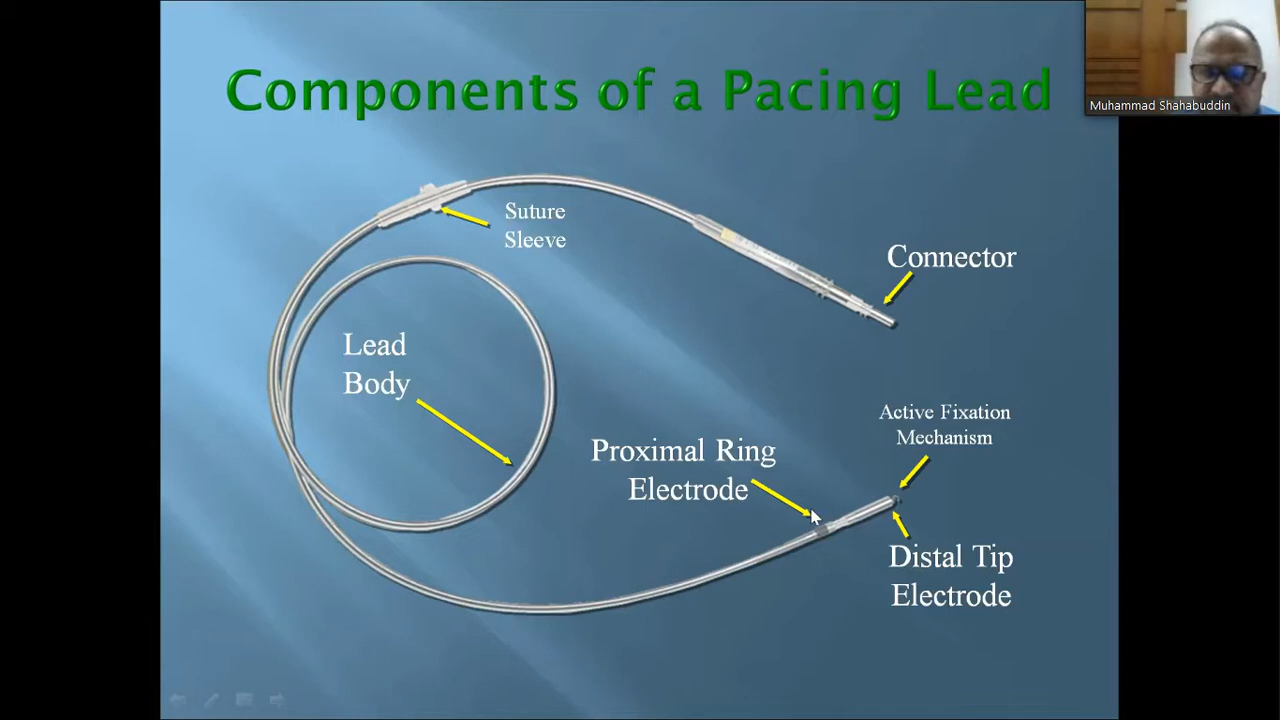 Components of a Pacing Lead
Muhammad Shahabuddin
Suture
Sleeve
Connector
Lead
Body
Active Fixation
Mechanism
Proximal Ring
Electrode
Distal Tip
Electrode